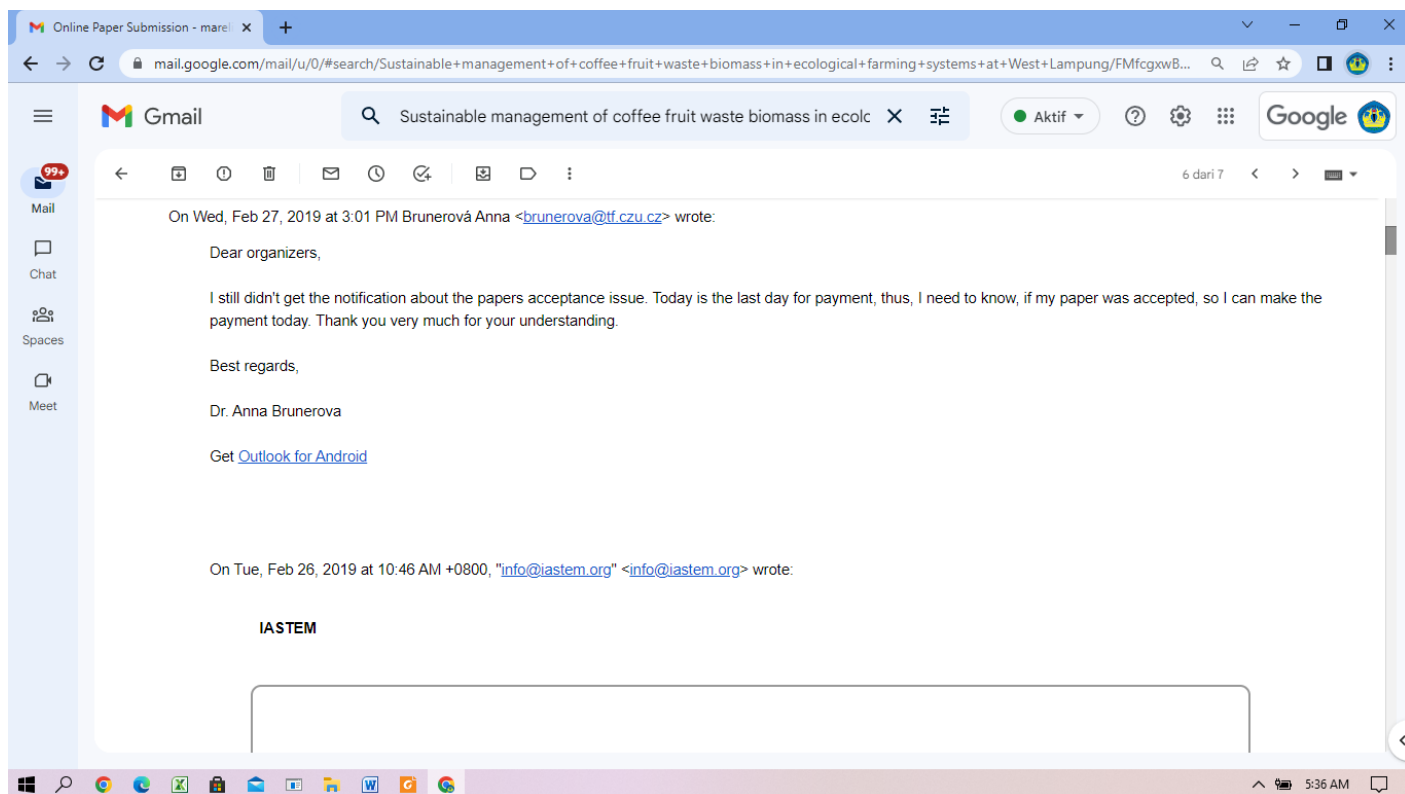 Online Paper Submission - marel
mail.google.com/mail/u/0/#search/Sustainable+management+of+coffee+fruit+waste+biomass+in+ecological+farming+systems+at+West+Lampung/FMfcgxwB...
Gmail
Sustainable management of coffee fruit waste biomass in ecolc
Aktif
Google
99+
Mail
6 dari 7
Chat
Spaces
Meet
On Wed, Feb 27, 2019 at 3:01 PM Brunerová Anna <brunerova@tf.czu.cz> wrote:
Dear organizers,
I still didn't get the notification about the papers acceptance issue. Today is the last day for payment, thus, I need to know, if my paper was accepted, so I can make the
payment today. Thank you very much for your understanding.
Best regards,
Dr. Anna Brunerova
Get Outlook for Android
On Tue, Feb 26, 2019 at 10:46 AM +0800, "info@iastem.org" <info@iastem.org> wrote:
IASTEM
5:36 AM